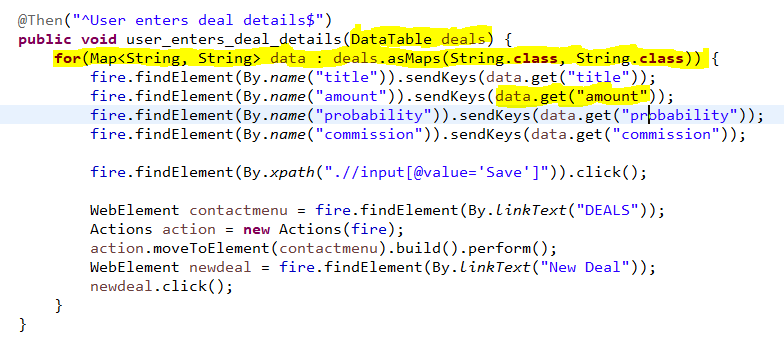 @Then("^User enters deal details$")
public void user_enters_deal_details(DataTable deals) {
for(Map<String, String> data : deals.asMaps(String.class, String.class)) {
fire.findElement(By.name("title")).sendKeys(data.get("title"));
fire.findElement(By.name("amount")).sendKeys(data.get("amount"));
fire.findElement(By.name("probability")).sendKeys(data.get("probability"));
fire.findElement(By.name("commission")).sendKeys(data.get("commission"));
fire.findElement(By.xpath(".//input[@value='Save']")).click();
WebElement contactmenu = fire.findElement(By.linkText("DEALS"));
Actions action = new Actions(fire);
action.moveToElement(contactmenu).build().perform();
WebElement newdeal = fire.findElement(By.linkText("New Deal"));
newdeal.click();
}
}